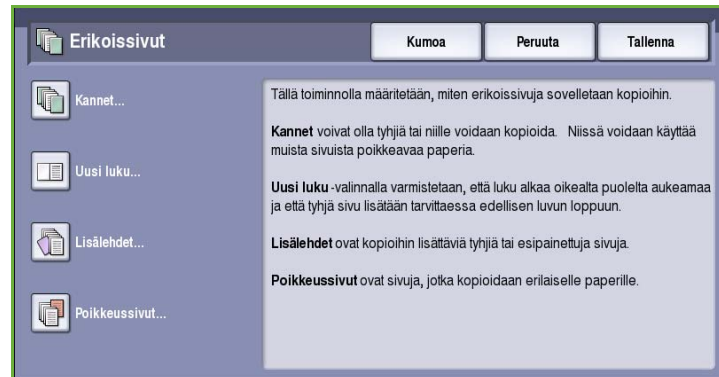 Erikoissivut
Kumoa
Peruuta
Tallenna
Kannet...
Uusi luku...
Lisälehdet...
Poikkeussivut...
Tällä toiminnolla määritetään, miten erikoissivuja sovelletaan kopioihin.
Kannet voivat olla tyhjiä tai niille voidaan kopioida. Niissä voidaan käyttää
muista sivuista poikkeavaa paperia.
Uusi luku -valinnalla varmistetaan, että luku alkaa oikealta puolelta aukeamaa
ja että tyhjä sivu lisätään tarvittaessa edellisen luvun loppuun.
Lisälehdet ovat kopioihin lisättäviä tyhjiä tai esipainettuja sivuja.
Poikkeussivut ovat sivuja, jotka kopioidaan erilaiselle paperille.